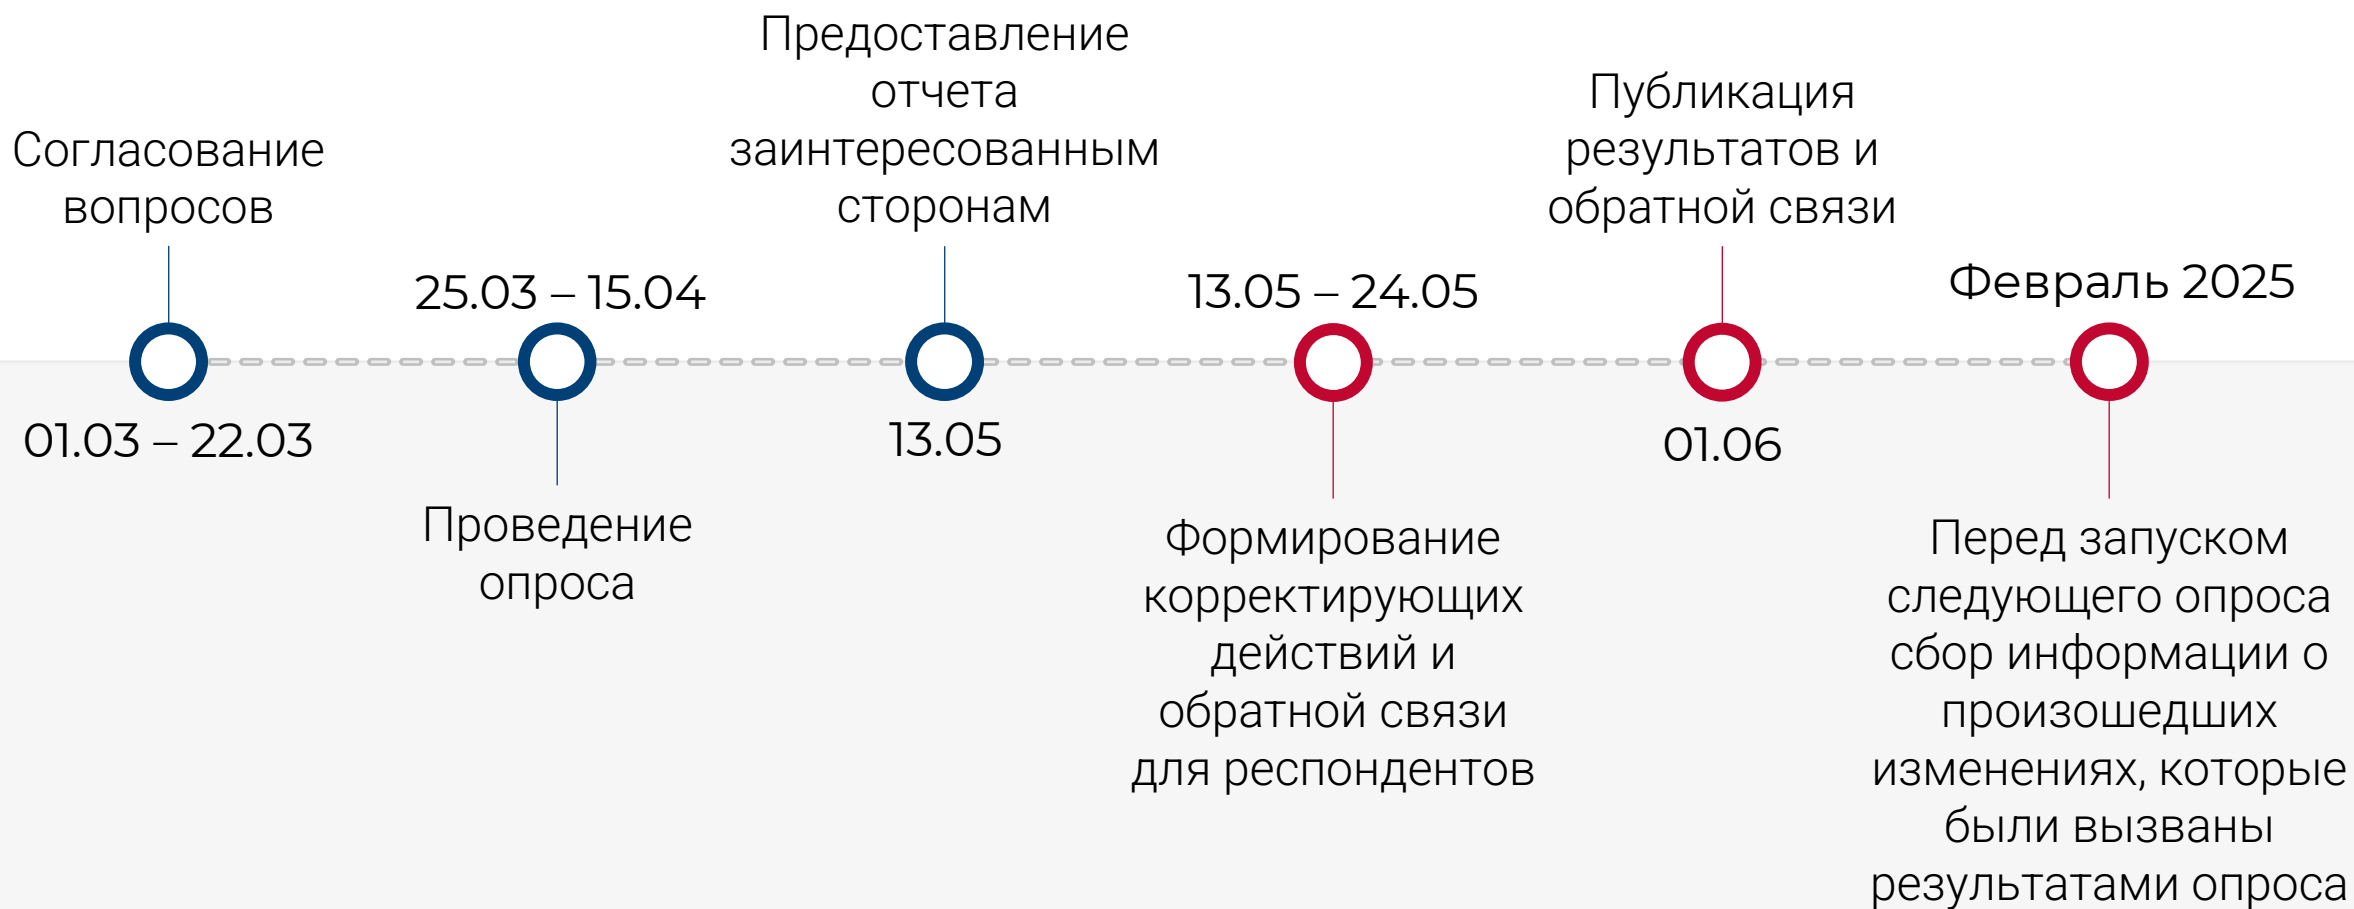 Согласование
вопросов
01.03 – 22.03
25.03 – 15.04
Проведение
опроса
Предоставление
отчета
заинтересованным
сторонам
13.05
13.05 – 24.05
Формирование
корректирующих
действий и
обратной связи
для респондентов
Публикация
результатов и
обратной связи
01.06
Февраль 2025
Перед запуском
следующего опроса
сбор информации о
произошедших
изменениях, которые
были вызваны
результатами опроса